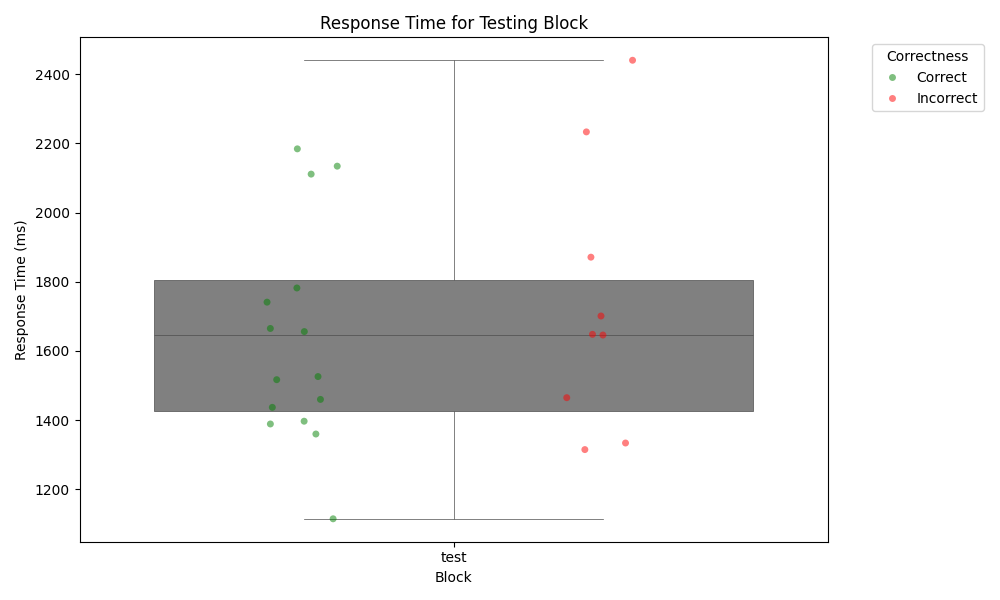 Response Time for Testing Block
Correctness
Correct
Incorrect
Response Time (ms)
2400
2200
2000
1800
1600
1400
1200
test
Block